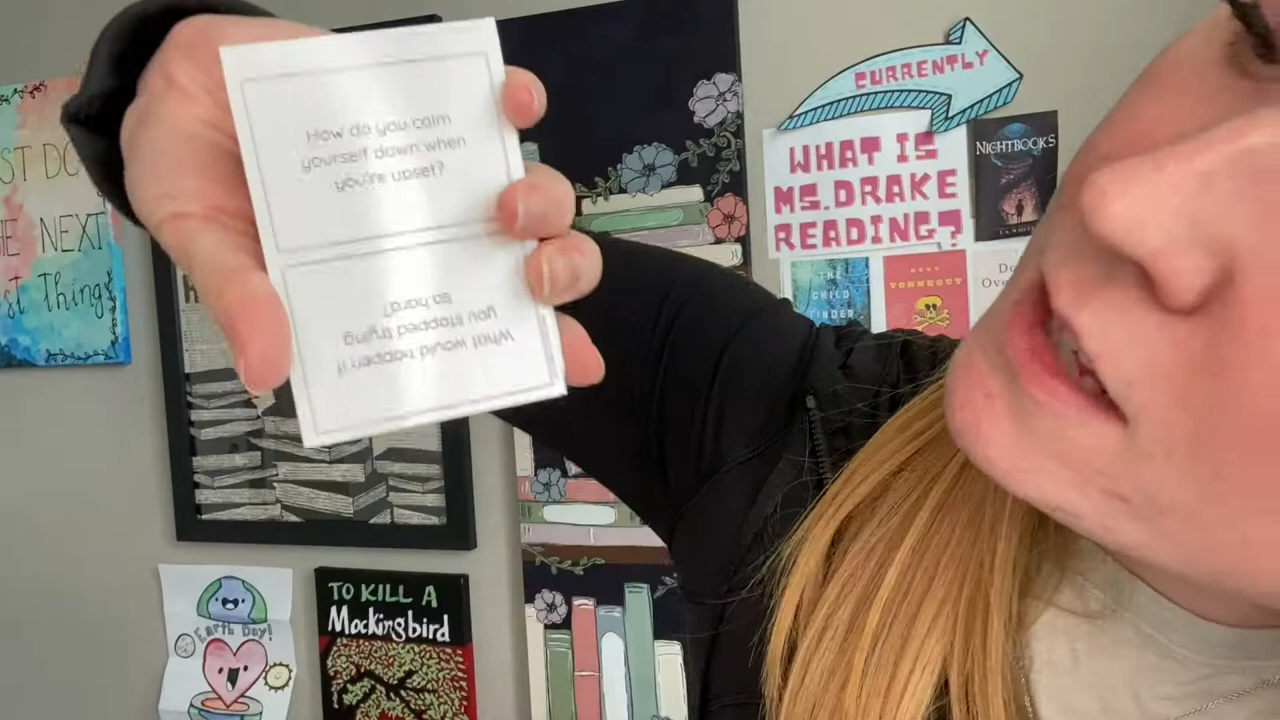 How do you calm
yourself down when
you're upset?
What would happen if
you stopped trying
so hard?
CURRENTLY
WHAT IS
MS. DRAKE
READING?
NIGHTBOOKS
THE
CHILD
FINDER
VONNEGUT
NEXT
Thing
Earth Day!
TO KILL A
Mockingbird